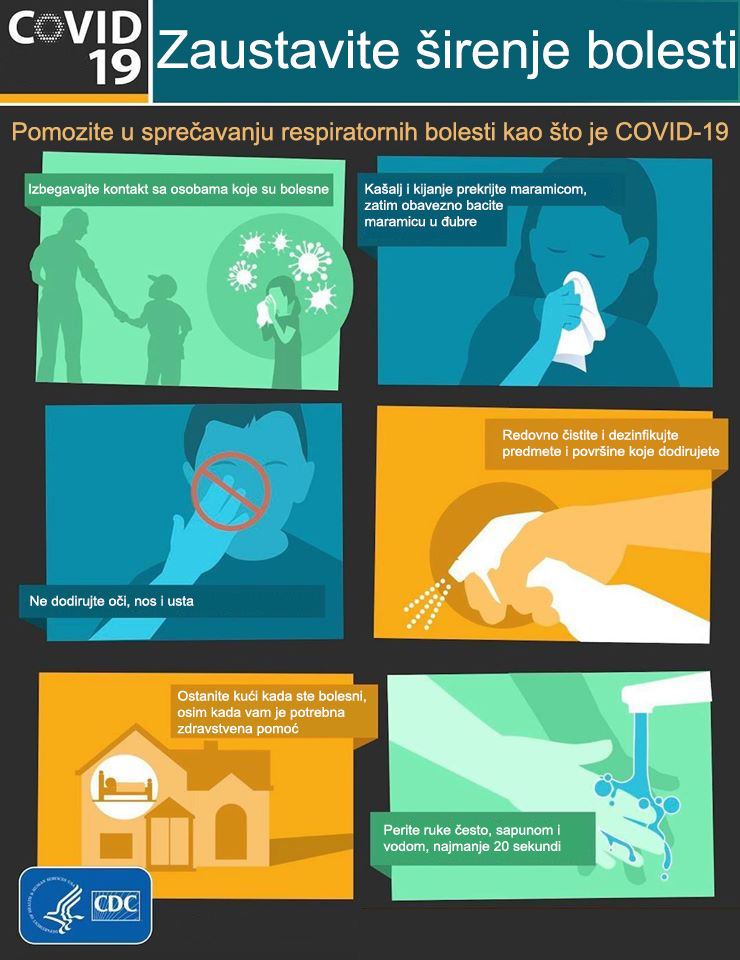 COVID
19
Zaustavite širenje bolesti
Pomozite u sprečavanju respiratornih bolesti kao što je COVID-19
Izbegavajte kontakt sa osobama koje su bolesne
Kašalj i kijanje prekrijte maramicom,
zatim obavezno bacite
maramicu u đubre
Ne dodirujte oči, nos i usta
Redovno čistite i dezinfikujte
predmete i površine koje dodirujete
Ostanite kući kada ste bolesni,
osim kada vam je potrebna
zdravstvena pomoć
Perite ruke često, sapunom i
vodom, najmanje 20 sekundi
CDC